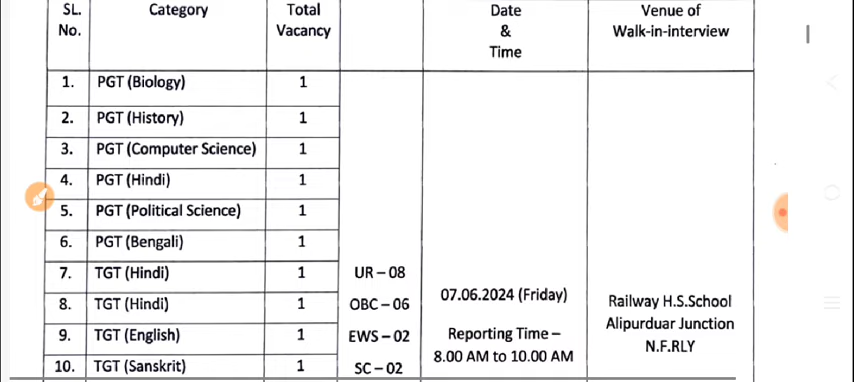 SL. No. Category Total Vacancy Date & Time Venue of Walk-in-interview
1. PGT (Biology) 1
2. PGT (History) 1
3. PGT (Computer Science) 1
4. PGT (Hindi) 1
5. PGT (Political Science) 1
6. PGT (Bengali) 1
7. TGT (Hindi) 1 UR – 08
8. TGT (Hindi) 1 OBC – 06
9. TGT (English) 1 EWS – 02
10. TGT (Sanskrit) 1 SC – 02
07.06.2024 (Friday)
Reporting Time –
8.00 AM to 10.00 AM
Railway H.S.School
Alipurduar Junction
N.F.RLY